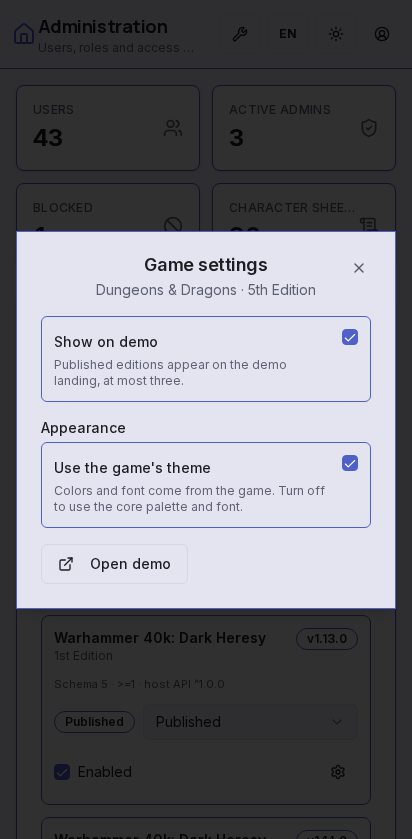 Administration
Users, roles and access …
EN
USERS
43
ACTIVE ADMINS
3
BLOCKED
CHARACTER SHEE…
Game settings
Dungeons & Dragons · 5th Edition
Show on demo
Published editions appear on the demo
landing, at most three.
Appearance
Use the game's theme
Colors and font come from the game. Turn off
to use the core palette and font.
Open demo
Warhammer 40k: Dark Heresy
v1.13.0
1st Edition
Schema 5 · >=1 · host API ^1.0.0
Published
Published
Enabled
Warhammer 40k: Dark Heresy